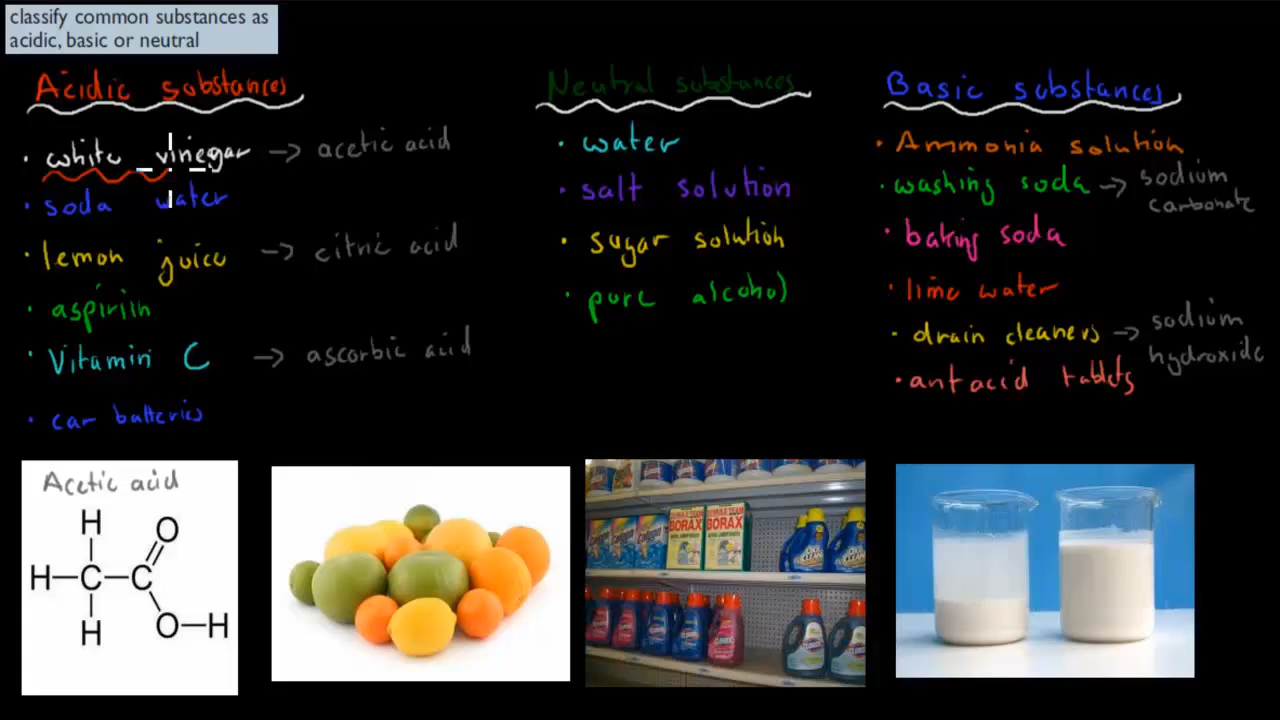 classify common substances as
acidic, basic or neutral
Acidic substances
white vinegar -> acetic acid
soda water
lemon juice -> citric acid
aspiriin
Vitamin C -> ascorbic acid
car batteries
Neutral substances
water
salt solution
sugar solution
pure alcohol
Basic substances
Ammonia solution
washing soda -> sodium
carbonate
baking soda
lime water
drain cleaners -> sodium
hydroxide
antacid tablets
Acetic acid
H O
H C C
H O H
BORAX BORAX